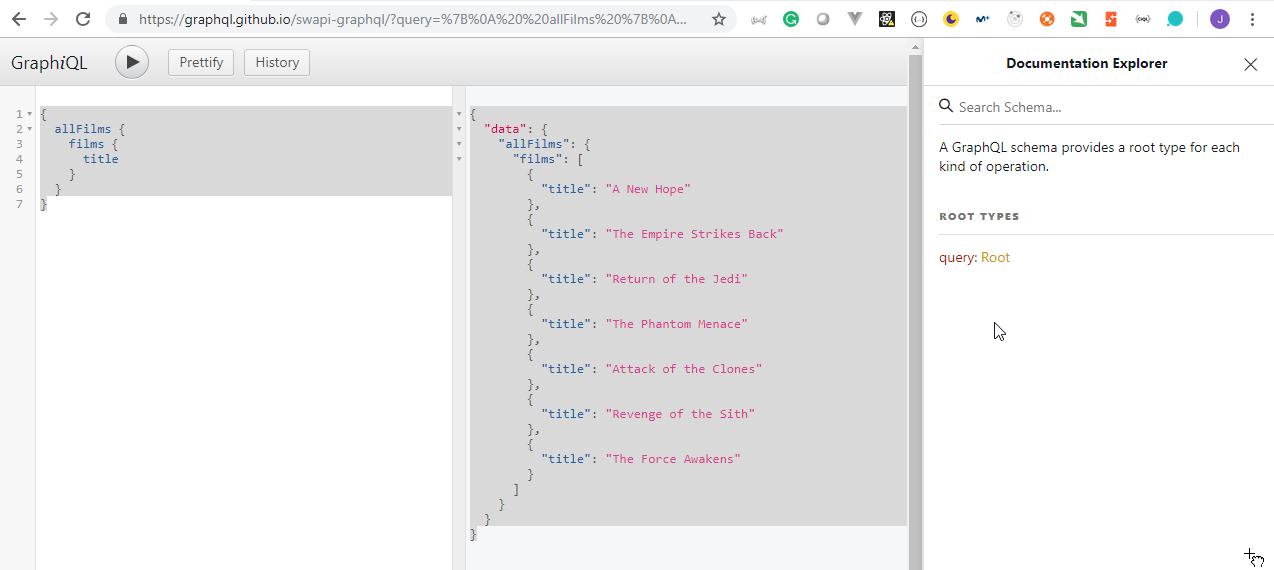 https://graphql.github.io/swapi-graphql/?query=%7B%0A%20%20allFilms%20%7B%0A...
J
GraphiQL
Prettify
History
1 {
2 allFilms {
3 films {
4 title
5 }
6 }
7 }
{
"data": {
"allFilms": {
"films": [
{
"title": "A New Hope"
},
{
"title": "The Empire Strikes Back"
},
{
"title": "Return of the Jedi"
},
{
"title": "The Phantom Menace"
},
{
"title": "Attack of the Clones"
},
{
"title": "Revenge of the Sith"
},
{
"title": "The Force Awakens"
}
]
}
}
}
Documentation Explorer
Search Schema...
A GraphQL schema provides a root type for each
kind of operation.
ROOT TYPES
query: Root